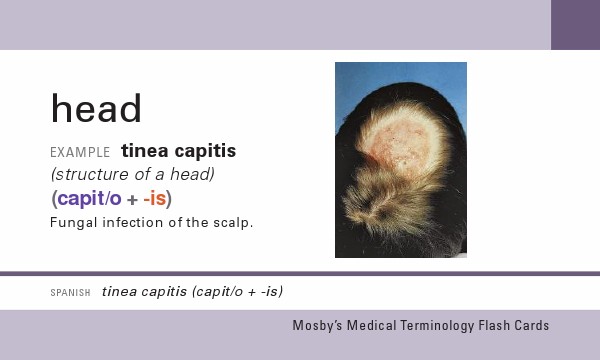 head
EXAMPLE tinea capitis
(structure of a head)
(capit/o + -is)
Fungal infection of the scalp.
SPANISH tinea capitis (capit/o + -is)
Mosby's Medical Terminology Flash Cards